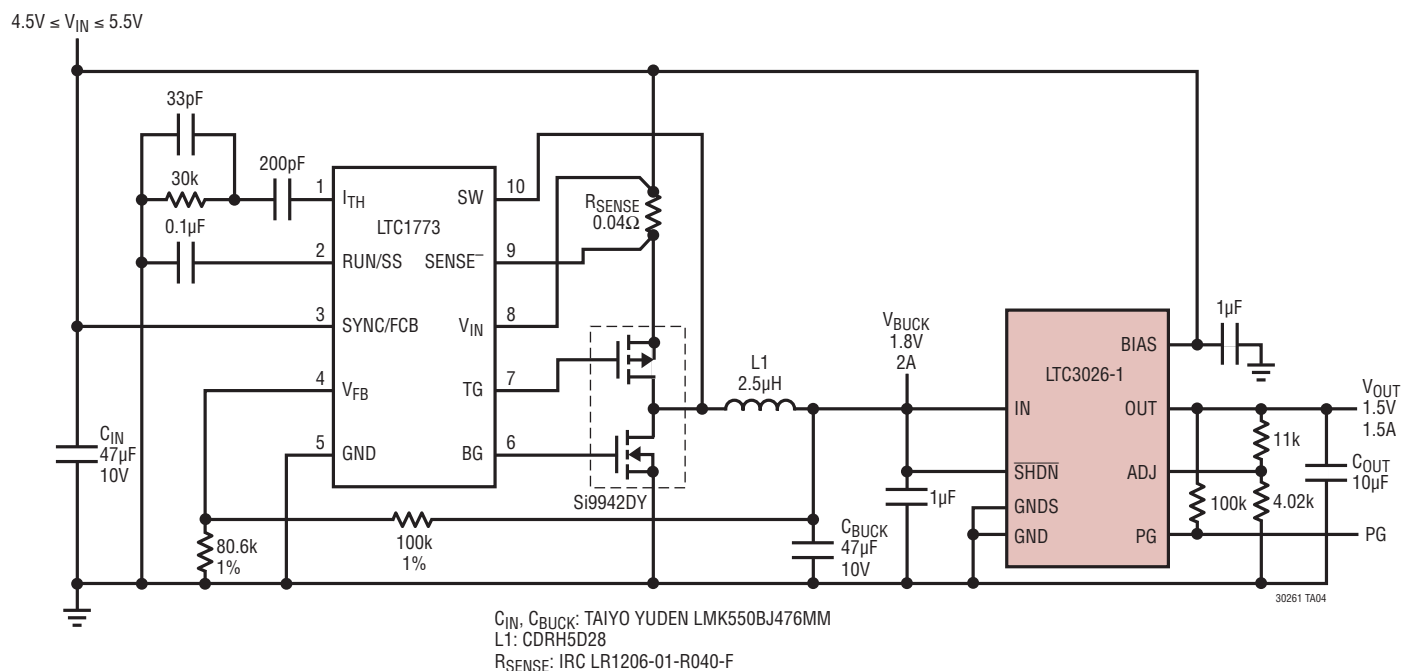 4.5V ≤ VIN ≤ 5.5V
33pF
30k
200pF
0.1µF
1
ITH
LTC1773
SW
10
2
RUN/SS
SENSE–
9
3
SYNC/FCB
VIN
8
4
VFB
TG
7
5
GND
BG
6
RSENSE
0.04Ω
Si9942DY
CIN
47µF
10V
80.6k
1%
100k
1%
L1
2.5µH
VBUCK
1.8V
2A
CBUCK
47µF
10V
1µF
LTC3026-1
IN
SHDN
GNDS
GND
BIAS
OUT
ADJ
PG
1µF
100k
11k
4.02k
VOUT
1.5V
1.5A
COUT
10µF
PG
30261 TA04
CIN, CBUCK: TAIYO YUDEN LMK550BJ476MM
L1: CDRH5D28
RSENSE: IRC LR1206-01-R040-F